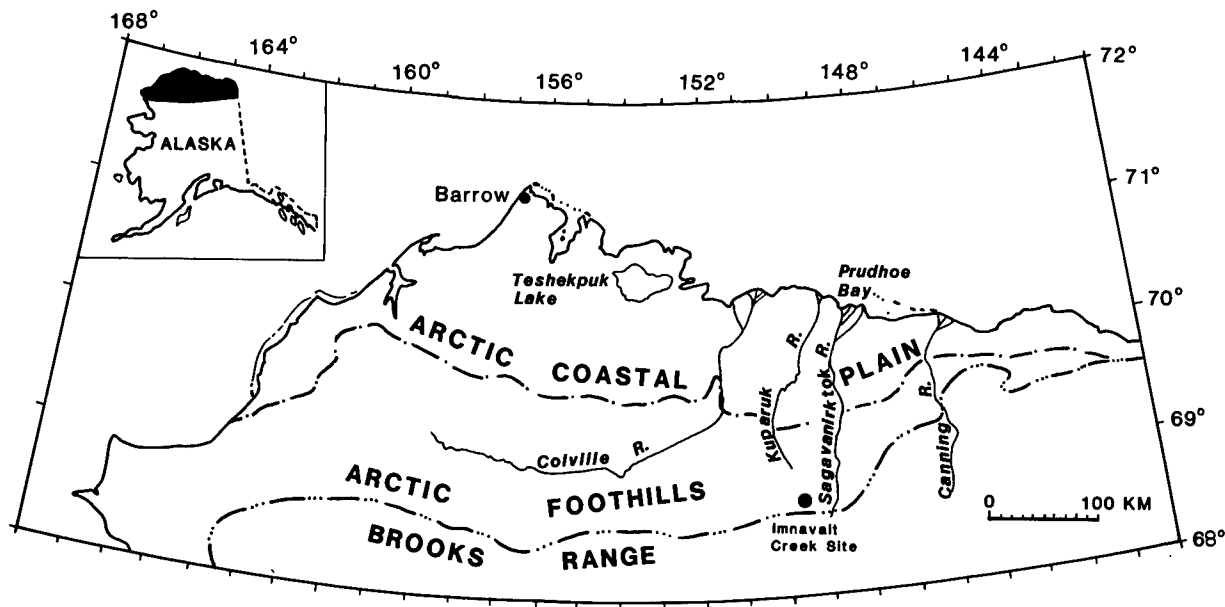 168°
164°
160°
156°
152°
148°
144°
72°
ALASKA
71°
Barrow
Teshekpuk
Lake
Prudhoe
Bay
70°
ARCTIC COASTAL PLAIN
Kuparuk R.
Sagavanirktok R.
Canning R.
69°
Colville R.
ARCTIC FOOTHILLS
0 100 KM
Imnavait
Creek Site
BROOKS RANGE
68°